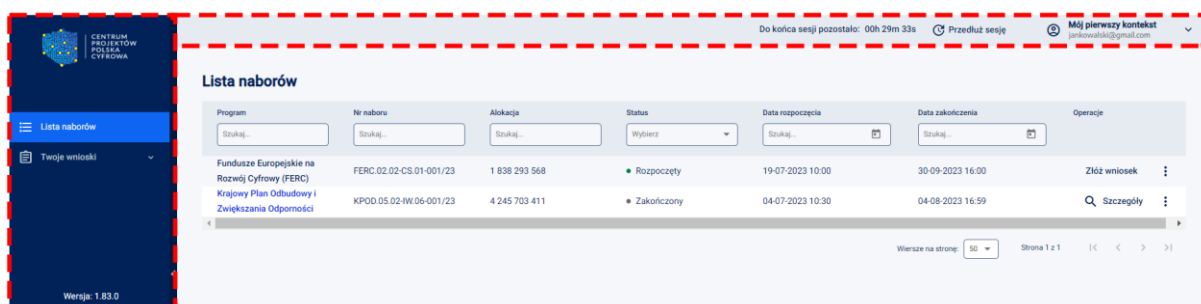 CENTRUM
PROJEKTÓW
POLSKA
CYFROWA
Do końca sesji pozostało: 00h 29m 33s Przedłuż sesję Mój pierwszy kontekst
jankowalski@gmail.com
Lista naborów
Twoje wnioski
Wersja: 1.83.0
Lista naborów
Program Nr naboru Alokacja Status Data rozpoczęcia Data zakończenia Operacje
Szukaj... Szukaj... Szukaj... Wybierz Szukaj... Szukaj...
Fundusze Europejskie na
Rozwój Cyfrowy (FERC) FERC.02.02-CS.01-001/23 1 838 293 568 Rozpoczęty 19-07-2023 10:00 30-09-2023 16:00 Złóż wniosek
Krajowy Plan Odbudowy i
Zwiększania Odporności KPOD.05.02-IW.06-001/23 4 245 703 411 Zakończony 04-07-2023 10:30 04-08-2023 16:59 Szczegóły
Wiersze na stronę: 50 Strona 1 z 1